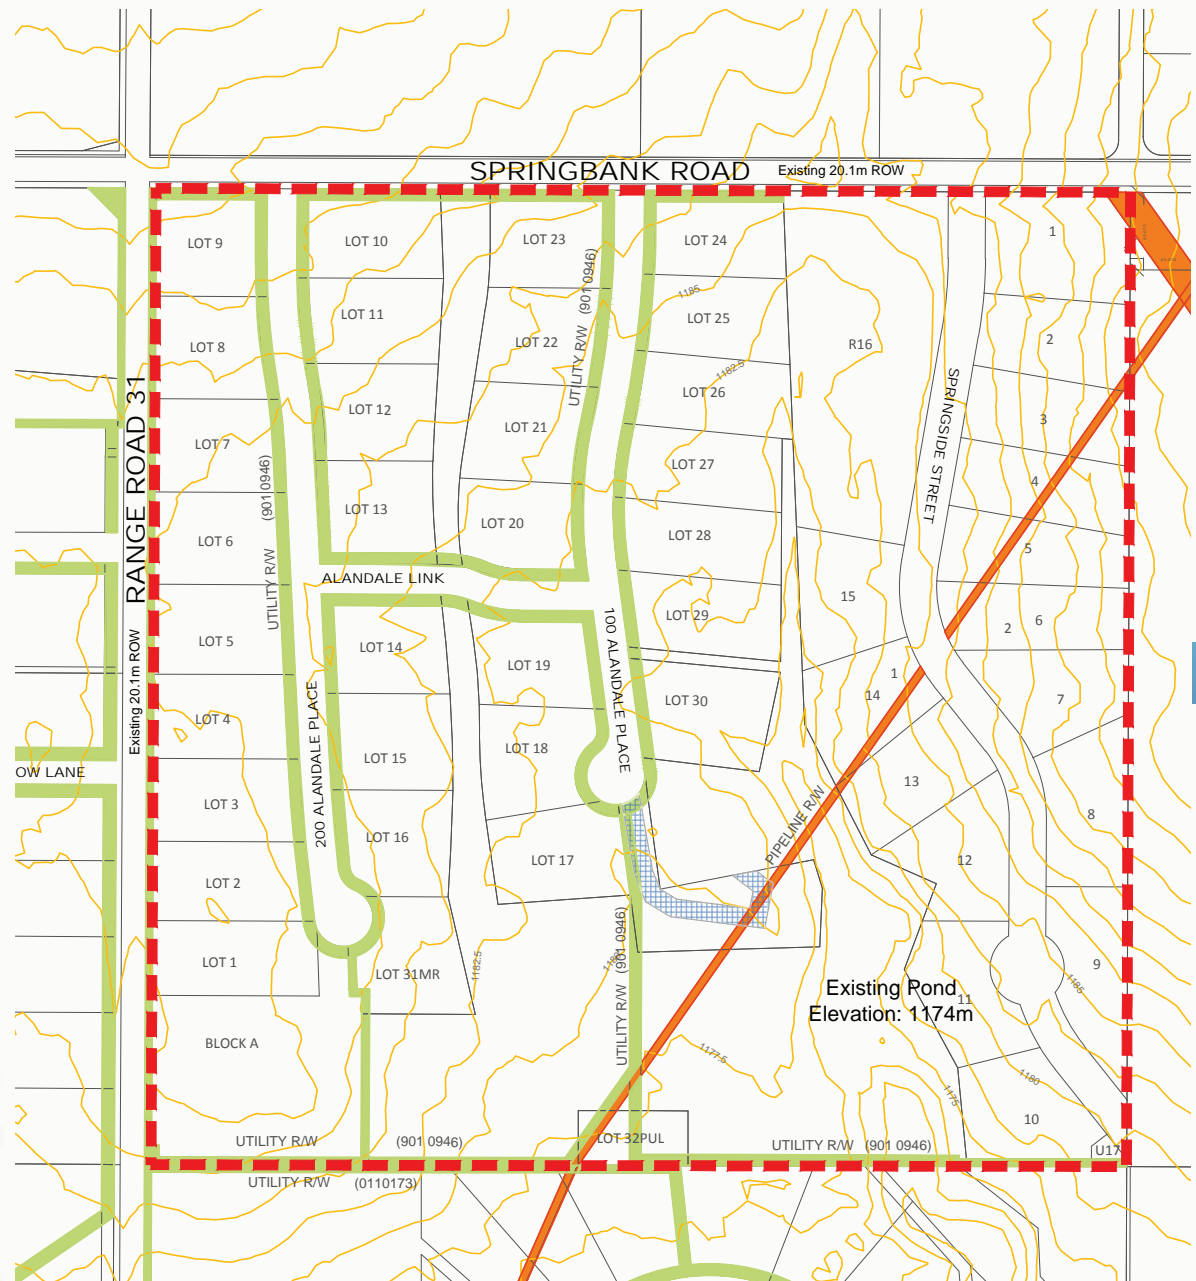 SPRINGBANK ROAD
Existing 20.1m ROW
LOT 9
LOT 10
LOT 23
LOT 24
1
UTILITY R/W (901 0946)
1185
LOT 11
LOT 25
LOT 8
LOT 22
R16
2
1182.5
LOT 26
RANGE ROAD 31
Existing 20.1m ROW
LOT 12
LOT 21
SPRINGSIDE STREET
3
LOT 7
LOT 27
4
UTILITY R/W (901 0946)
LOT 13
LOT 20
LOT 6
LOT 28
5
ALANDALE LINK
15
LOT 29
2
6
LOT 5
LOT 14
LOT 19
100 ALANDALE PLACE
1
14
LOT 30
7
LOT 4
200 ALANDALE PLACE
LOT 18
LOT 15
OW LANE
13
LOT 3
PIPELINE R/W
8
LOT 16
LOT 17
12
LOT 2
LOT 1
LOT 31MR
1182.5
UTILITY R/W (901 0946)
9
1185
Existing Pond
11
Elevation: 1174m
BLOCK A
1177.5
1180
1175
10
UTILITY R/W (901 0946)
LOT 32PUL
UTILITY R/W (901 0946)
U17
UTILITY R/W (0110173)